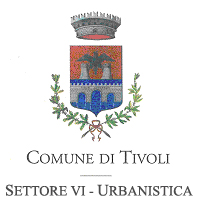 COMUNE DI TIVOLI
SETTORE VI - URBANISTICA